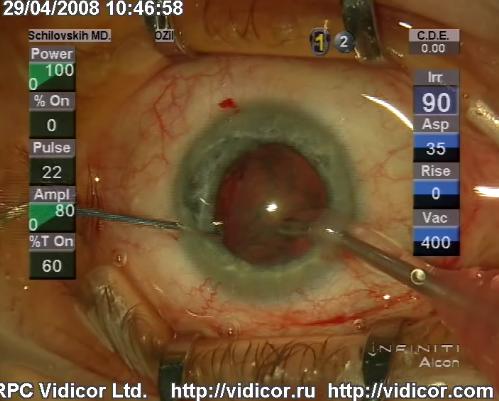 29/04/2008 10:46:58
Schilovskih MD. OZIL
1 2
C.D.E.
0.00
Power
100
0
% On
0
Pulse
22
Ampl
80
0
%T On
60
Irr
90
Asp
35
Rise
0
Vac
400
INFINITI
Alcon
RPC Vidicor Ltd. http://vidicor.ru http://vidicor.com